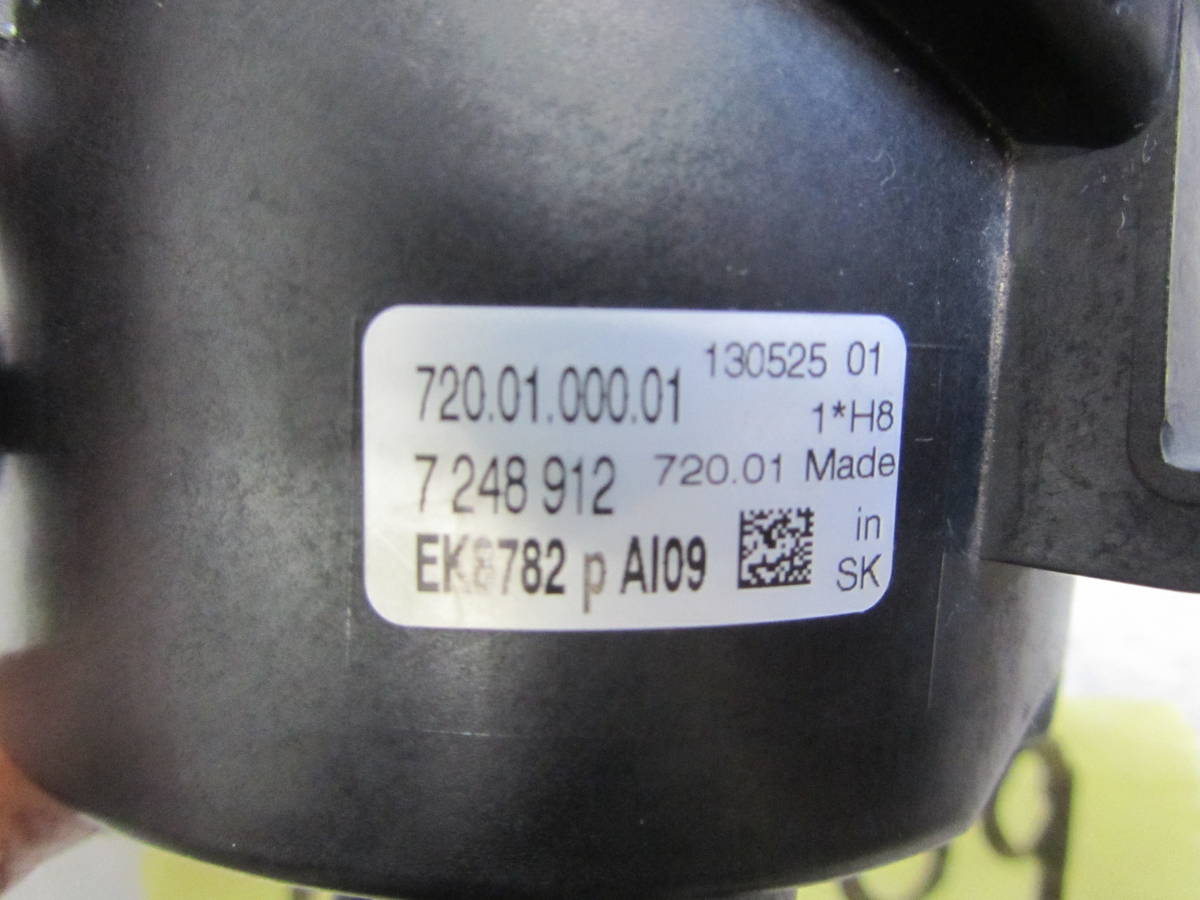 720.01.000.01 130525 01
1*H8
7 248 912 720.01 Made
in
EK8782 p AI09 SK